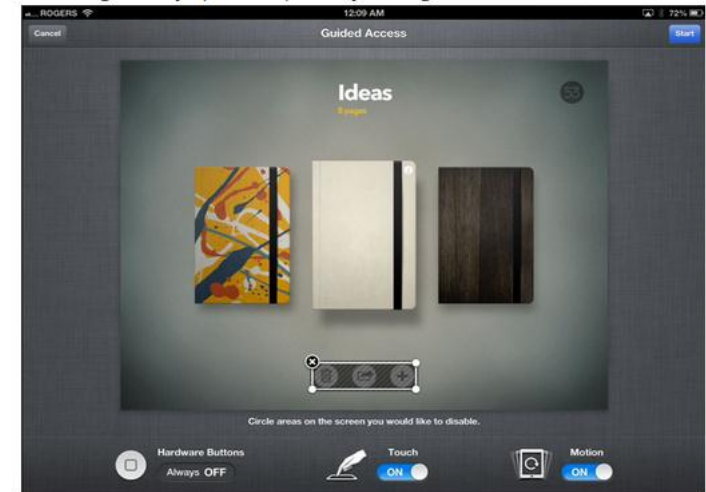 ROGERS 12:09 AM 72%
Cancel Guided Access Start
Ideas
53
Circle areas on the screen you would like to disable.
Hardware Buttons
Always OFF
Touch
ON
Motion
ON